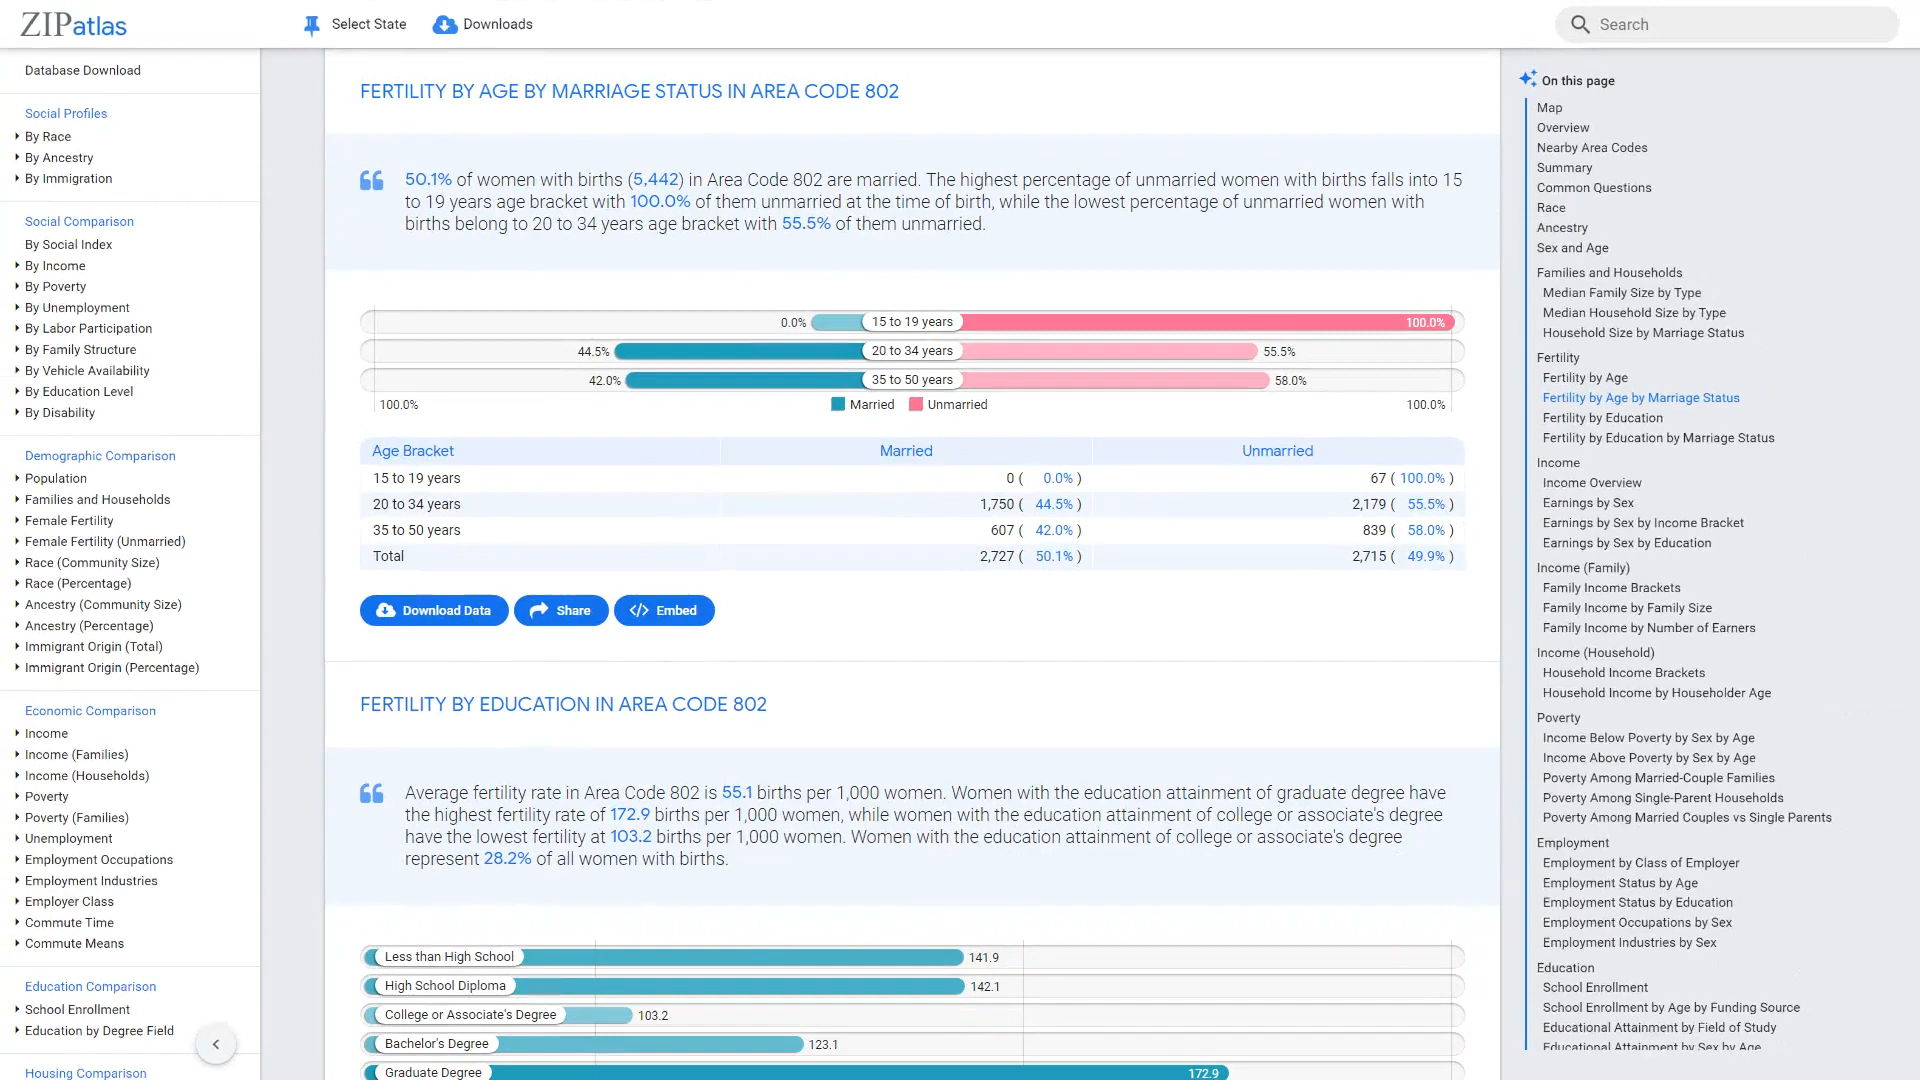 ZIPatlas
Select State
Downloads
Search
Database Download
Social Profiles
By Race
By Ancestry
By Immigration
Social Comparison
By Social Index
By Income
By Poverty
By Unemployment
By Labor Participation
By Family Structure
By Vehicle Availability
By Education Level
By Disability
Demographic Comparison
Population
Families and Households
Female Fertility
Female Fertility (Unmarried)
Race (Community Size)
Race (Percentage)
Ancestry (Community Size)
Ancestry (Percentage)
Immigrant Origin (Total)
Immigrant Origin (Percentage)
Economic Comparison
Income
Income (Families)
Income (Households)
Poverty
Poverty (Families)
Unemployment
Employment Occupations
Employment Industries
Employer Class
Commute Time
Commute Means
Education Comparison
School Enrollment
Education by Degree Field
Housing Comparison
FERTILITY BY AGE BY MARRIAGE STATUS IN AREA CODE 802
50.1% of women with births (5,442) in Area Code 802 are married. The highest percentage of unmarried women with births falls into 15
to 19 years age bracket with 100.0% of them unmarried at the time of birth, while the lowest percentage of unmarried women with
births belong to 20 to 34 years age bracket with 55.5% of them unmarried.
0.0% 15 to 19 years 100.0%
44.5% 20 to 34 years 55.5%
42.0% 35 to 50 years 58.0%
100.0% Married Unmarried 100.0%
Age Bracket Married Unmarried
15 to 19 years 0 ( 0.0% ) 67 ( 100.0% )
20 to 34 years 1,750 ( 44.5% ) 2,179 ( 55.5% )
35 to 50 years 607 ( 42.0% ) 839 ( 58.0% )
Total 2,727 ( 50.1% ) 2,715 ( 49.9% )
Download Data Share Embed
FERTILITY BY EDUCATION IN AREA CODE 802
Average fertility rate in Area Code 802 is 55.1 births per 1,000 women. Women with the education attainment of graduate degree have
the highest fertility rate of 172.9 births per 1,000 women, while women with the education attainment of college or associate's degree
have the lowest fertility at 103.2 births per 1,000 women. Women with the education attainment of college or associate's degree
represent 28.2% of all women with births.
Less than High School 141.9
High School Diploma 142.1
College or Associate's Degree 103.2
Bachelor's Degree 123.1
Graduate Degree 172.9
On this page
Map
Overview
Nearby Area Codes
Summary
Common Questions
Race
Ancestry
Sex and Age
Families and Households
Median Family Size by Type
Median Household Size by Type
Household Size by Marriage Status
Fertility
Fertility by Age
Fertility by Age by Marriage Status
Fertility by Education
Fertility by Education by Marriage Status
Income
Income Overview
Earnings by Sex
Earnings by Sex by Income Bracket
Earnings by Sex by Education
Income (Family)
Family Income Brackets
Family Income by Family Size
Family Income by Number of Earners
Income (Household)
Household Income Brackets
Household Income by Householder Age
Poverty
Income Below Poverty by Sex by Age
Income Above Poverty by Sex by Age
Poverty Among Married-Couple Families
Poverty Among Single-Parent Households
Poverty Among Married Couples vs Single Parents
Employment
Employment by Class of Employer
Employment Status by Age
Employment Status by Education
Employment Occupations by Sex
Employment Industries by Sex
Education
School Enrollment
School Enrollment by Age by Funding Source
Educational Attainment by Field of Study
Educational Attainment by Sex by Age